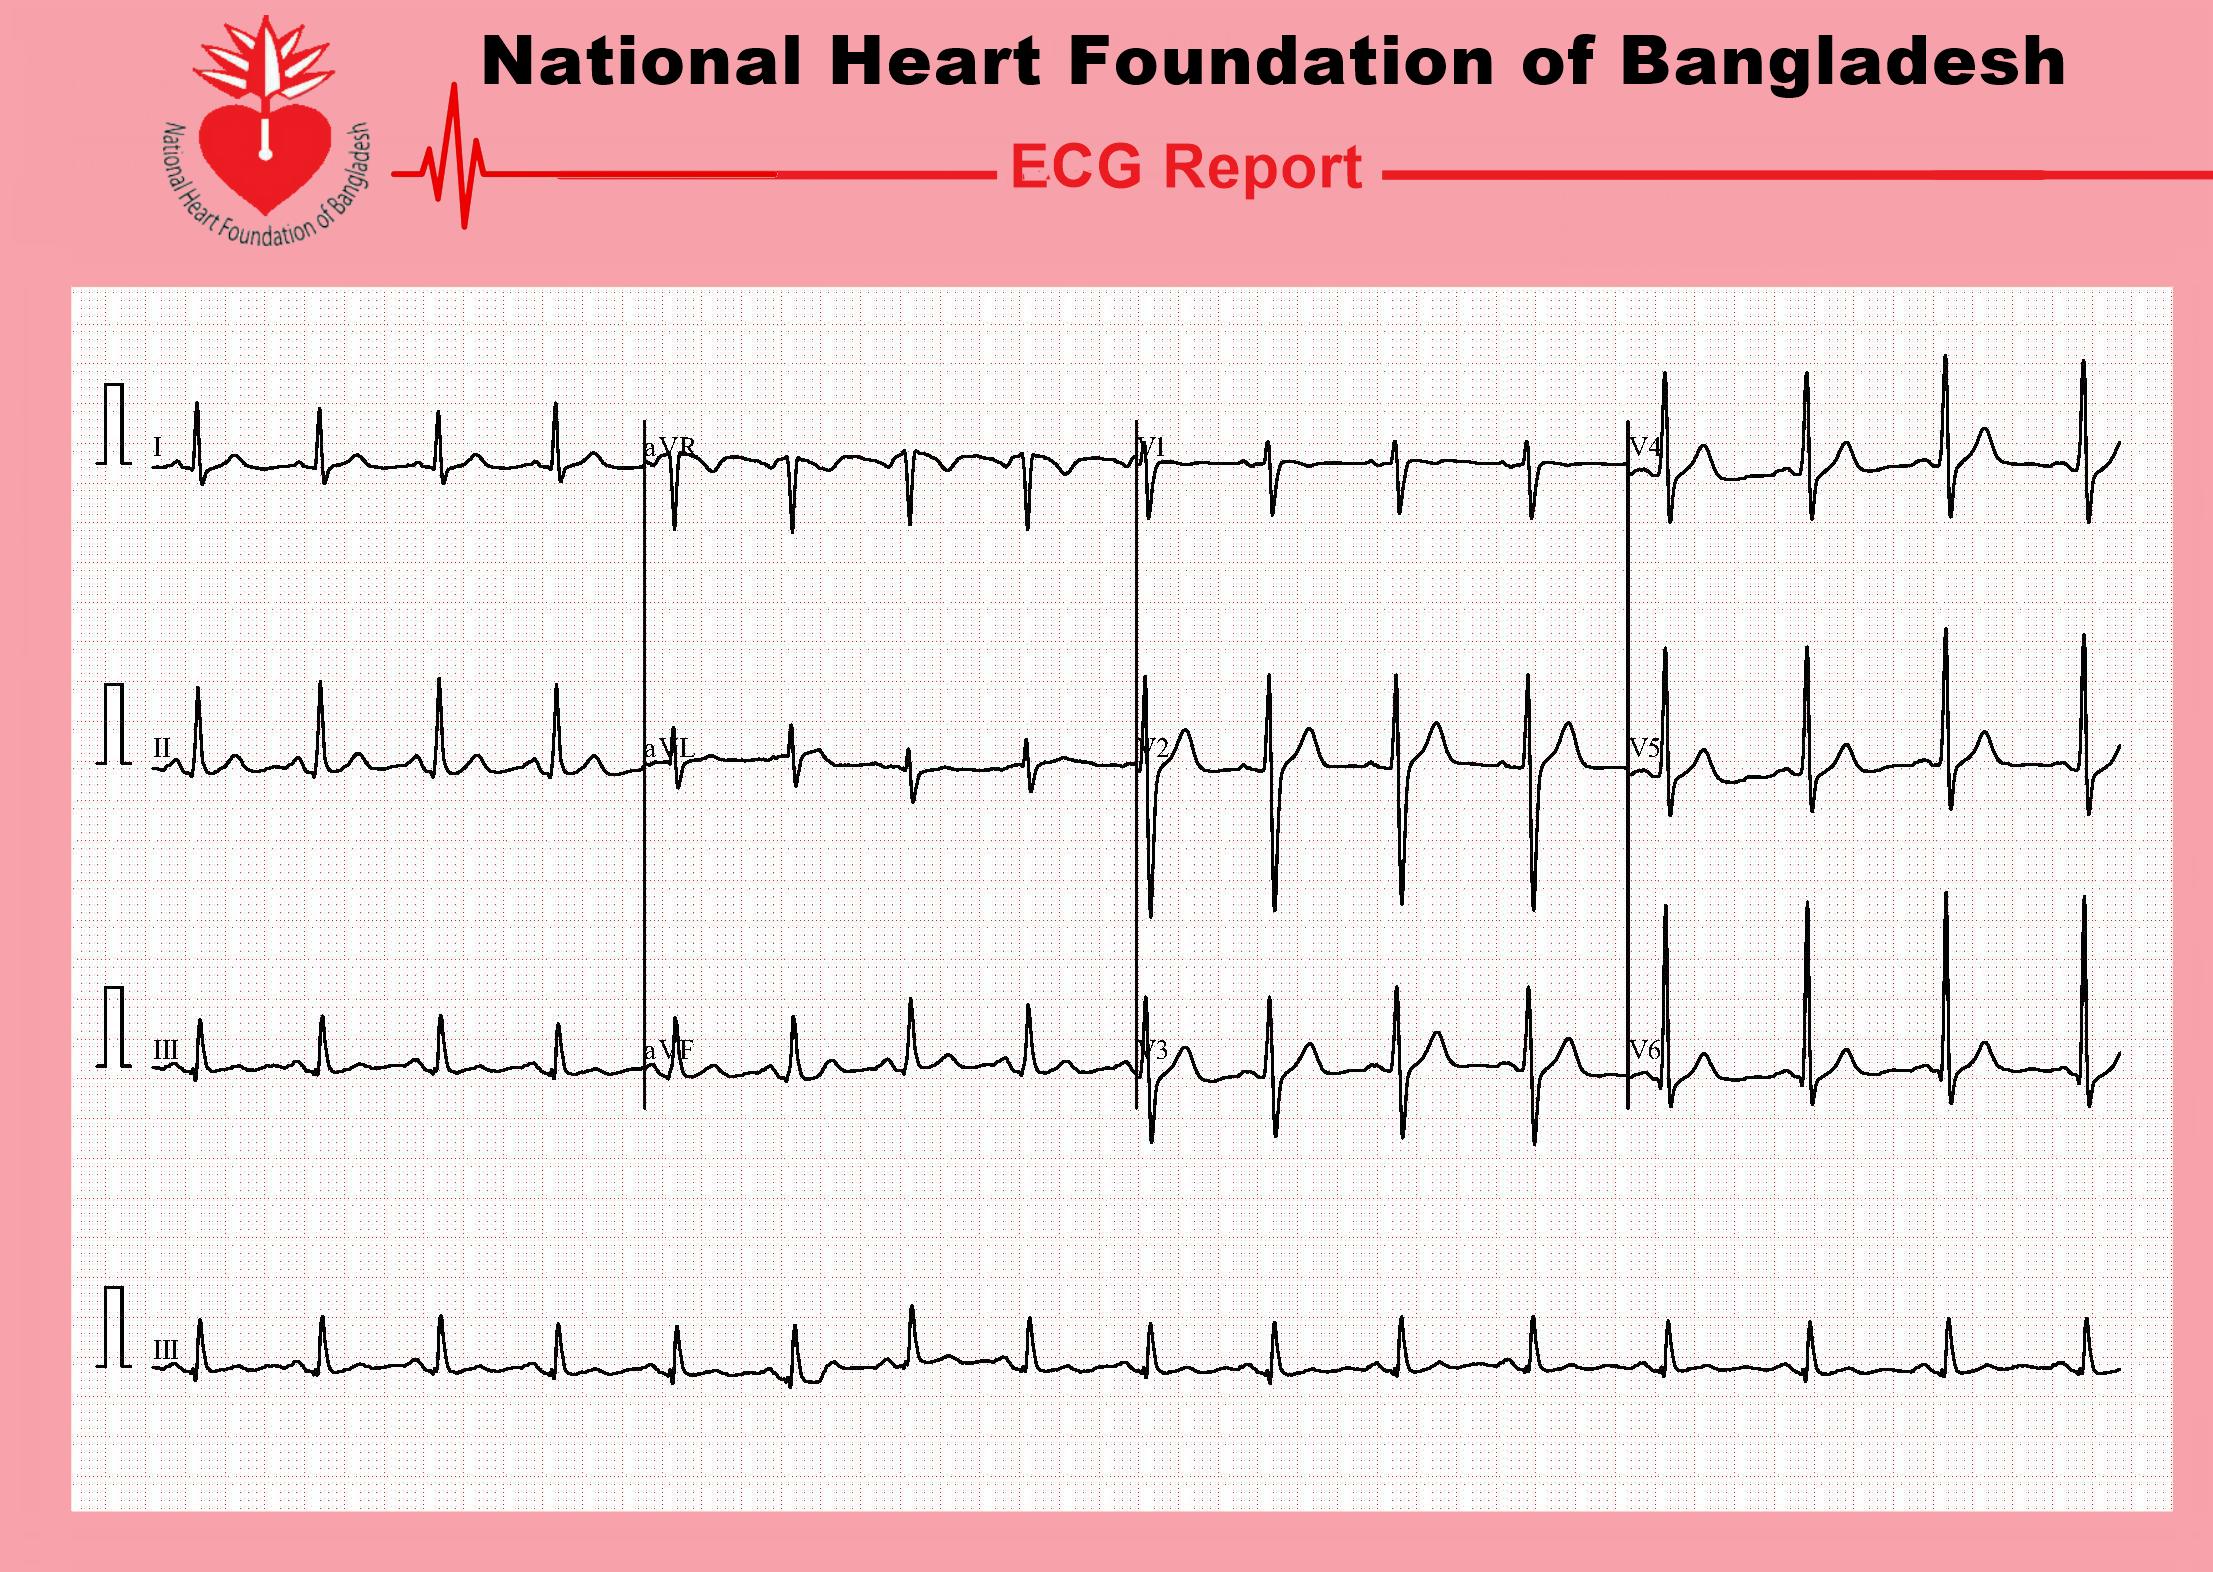 National Heart Foundation of Bangladesh
National Heart Foundation of Bangladesh
ECG Report
I
aVR
V1
V4
II
aVL
V2
V5
III
aVF
V3
V6
III